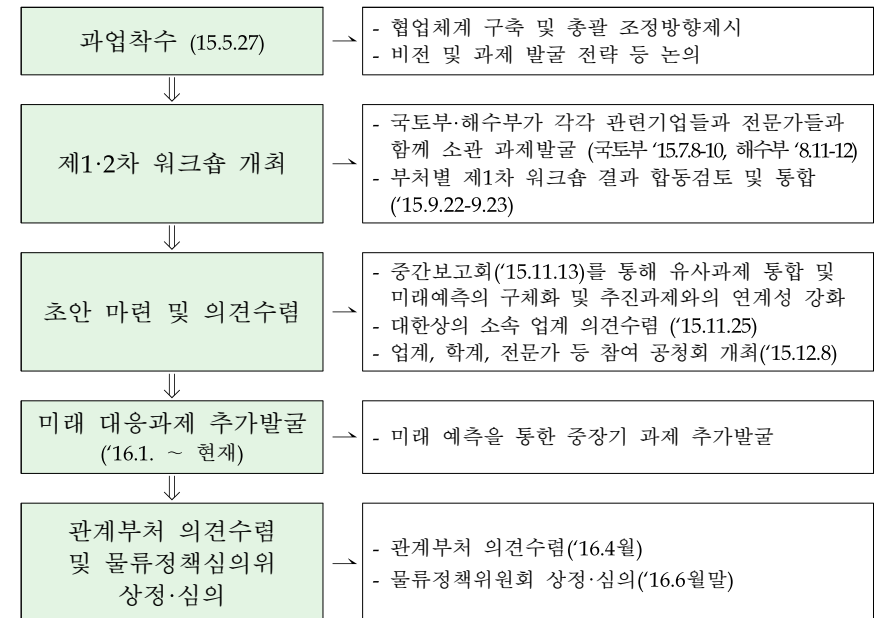 과업착수 (15.5.27)
- 협업체계 구축 및 총괄 조정방향제시
- 비전 및 과제 발굴 전략 등 논의
제1·2차 워크숍 개최
- 국토부·해수부가 각각 관련기업들과 전문가들과
함께 소관 과제발굴 (국토부 ‘15.7.8-10, 해수부 ‘8.11-12)
- 부처별 제1차 워크숍 결과 합동검토 및 통합
(‘15.9.22-9.23)
초안 마련 및 의견수렴
- 중간보고회(‘15.11.13)를 통해 유사과제 통합 및
미래예측의 구체화 및 추진과제와의 연계성 강화
- 대한상의 소속 업계 의견수렴 (‘15.11.25)
- 업계, 학계, 전문가 등 참여 공청회 개최(‘15.12.8)
미래 대응과제 추가발굴
(‘16.1. ~ 현재)
- 미래 예측을 통한 중장기 과제 추가발굴
관계부처 의견수렴
및 물류정책심의위
상정·심의
- 관계부처 의견수렴(‘16.4월)
- 물류정책위원회 상정·심의(‘16.6월말)